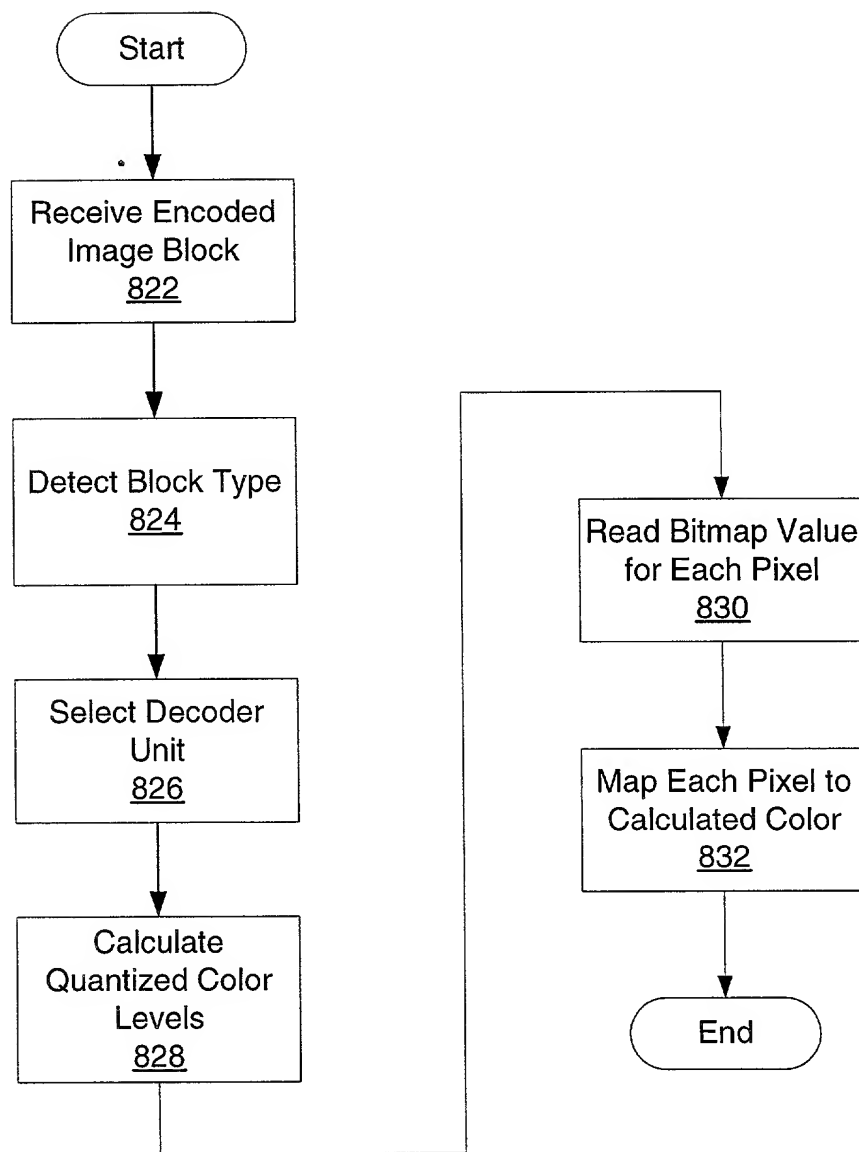 Start
Receive Encoded
Image Block
822
Detect Block Type
824
Select Decoder
Unit
826
Calculate
Quantized Color
Levels
828
Read Bitmap Value
for Each Pixel
830
Map Each Pixel to
Calculated Color
832
End